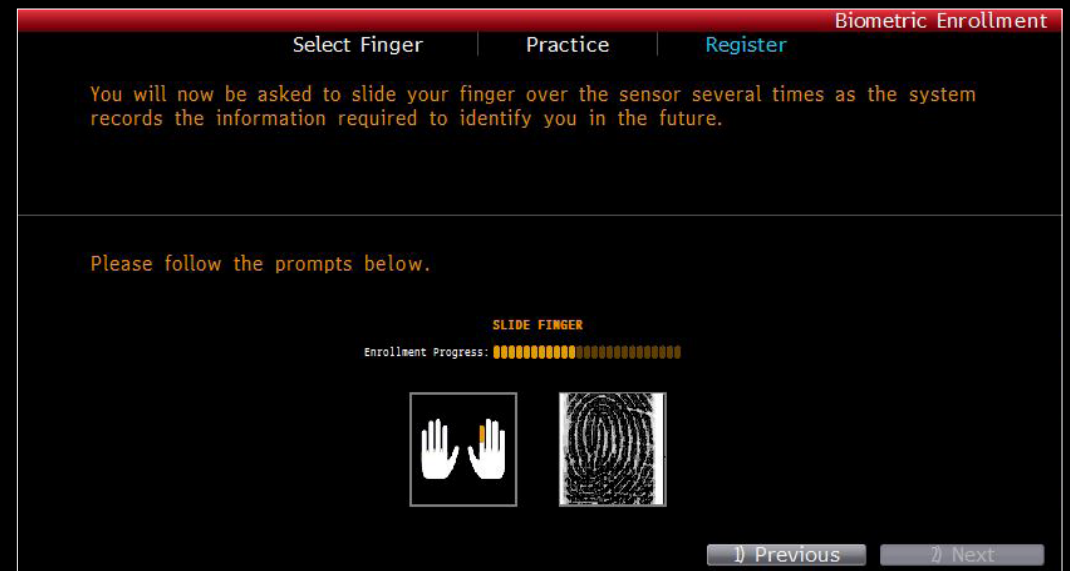 Biometric Enrollment
Select Finger Practice Register
You will now be asked to slide your finger over the sensor several times as the system
records the information required to identify you in the future.
Please follow the prompts below.
SLIDE FINGER
Enrollment Progress:
1) Previous 2) Next